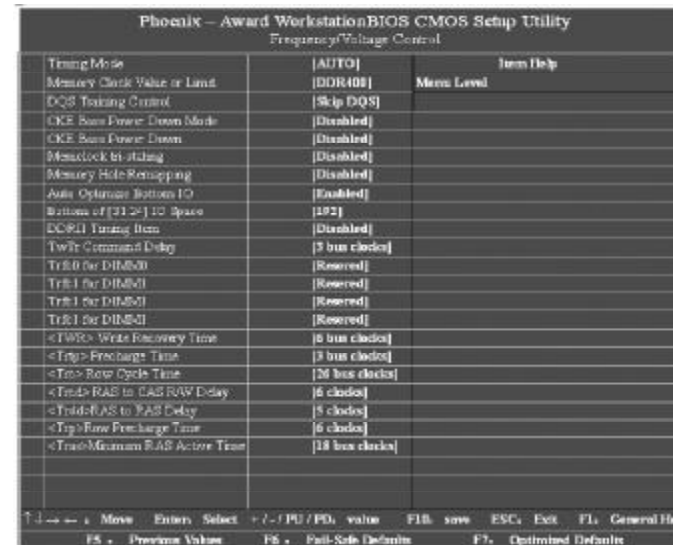 Phoenix – Award WorkstationBIOS CMOS Setup Utility
Frequency/Voltage Control
Timing Mode [AUTO] Item Help
Memory Clock Value or Limit [DDR400] Menu Level
DQS Training Control [Skip DQS]
CKE Base Power Down Mode [Disabled]
CKE Base Power Down [Disabled]
Memclock tri-stating [Disabled]
Memory Hole Remapping [Disabled]
Auto Optimize Bottom IO [Enabled]
Bottom of [31:24] IO Space [192]
DDRII Timing Item [Disabled]
TwTr Command Delay [3 bus clocks]
Trfc0 for DIMM0 [Resered]
Trfc1 for DIMM1 [Resered]
Trfc1 for DIMM1 [Resered]
Trfc1 for DIMM1 [Resered]
<TWR> Write Recovery Time [6 bus clocks]
<Trtp> Precharge Time [3 bus clocks]
<Trc> Row Cycle Time [26 bus clocks]
<Trcd> RAS to CAS R/W Delay [6 clocks]
<Trrd>RAS to RAS Delay [5 clocks]
<Trp>Row Precharge Time [6 clocks]
<Tras>Minimum RAS Active Time [18 bus clocks]
↑↓→← : Move Enter: Select +/-/PU/PD: value F10: save ESC: Exit F1: General He
F5 : Previous Values F6 : Fail-Safe Defaults F7: Optimized Defaults